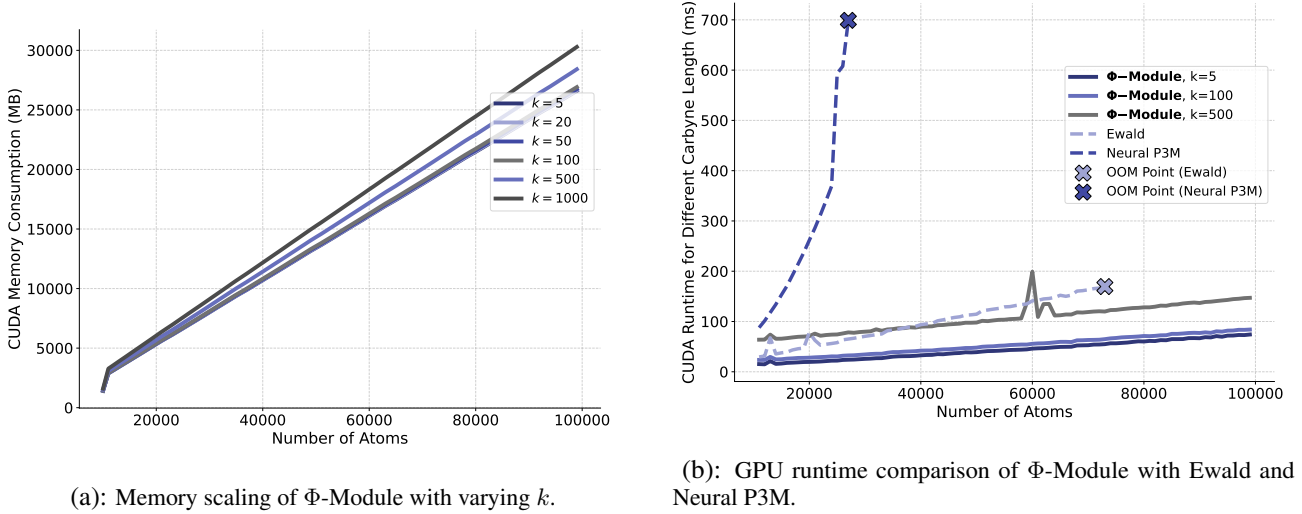 CUDA Memory Consumption (MB)
30000
25000
20000
15000
10000
5000
0
k = 5
k = 20
k = 50
k = 100
k = 500
k = 1000
20000 40000 60000 80000 100000
Number of Atoms
(a): Memory scaling of Φ-Module with varying k.
CUDA Runtime for Different Carbyne Length (ms)
700
600
500
400
300
200
100
0
Φ−Module, k=5
Φ−Module, k=100
Φ−Module, k=500
Ewald
Neural P3M
OOM Point (Ewald)
OOM Point (Neural P3M)
20000 40000 60000 80000 100000
Number of Atoms
(b): GPU runtime comparison of Φ-Module with Ewald and
Neural P3M.